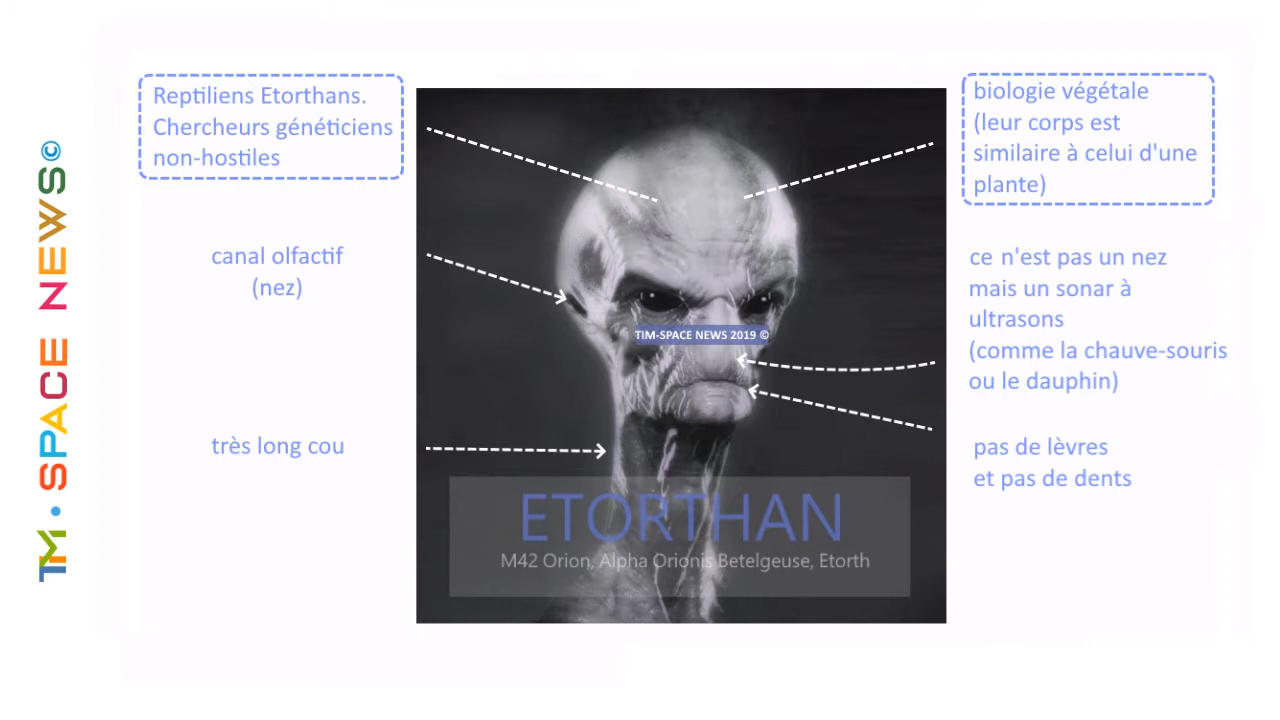 TM • SPACE NEWS©
Reptiliens Etorthans.
Chercheurs généticiens
non-hostiles
canal olfactif
(nez)
très long cou
TIM-SPACE NEWS 2019 ©
ETORTHAN
M42 Orion, Alpha Orionis Betelgeuse, Etorth
biologie végétale
(leur corps est
similaire à celui d'une
plante)
ce n'est pas un nez
mais un sonar à
ultrasons
(comme la chauve-souris
ou le dauphin)
pas de lèvres
et pas de dents